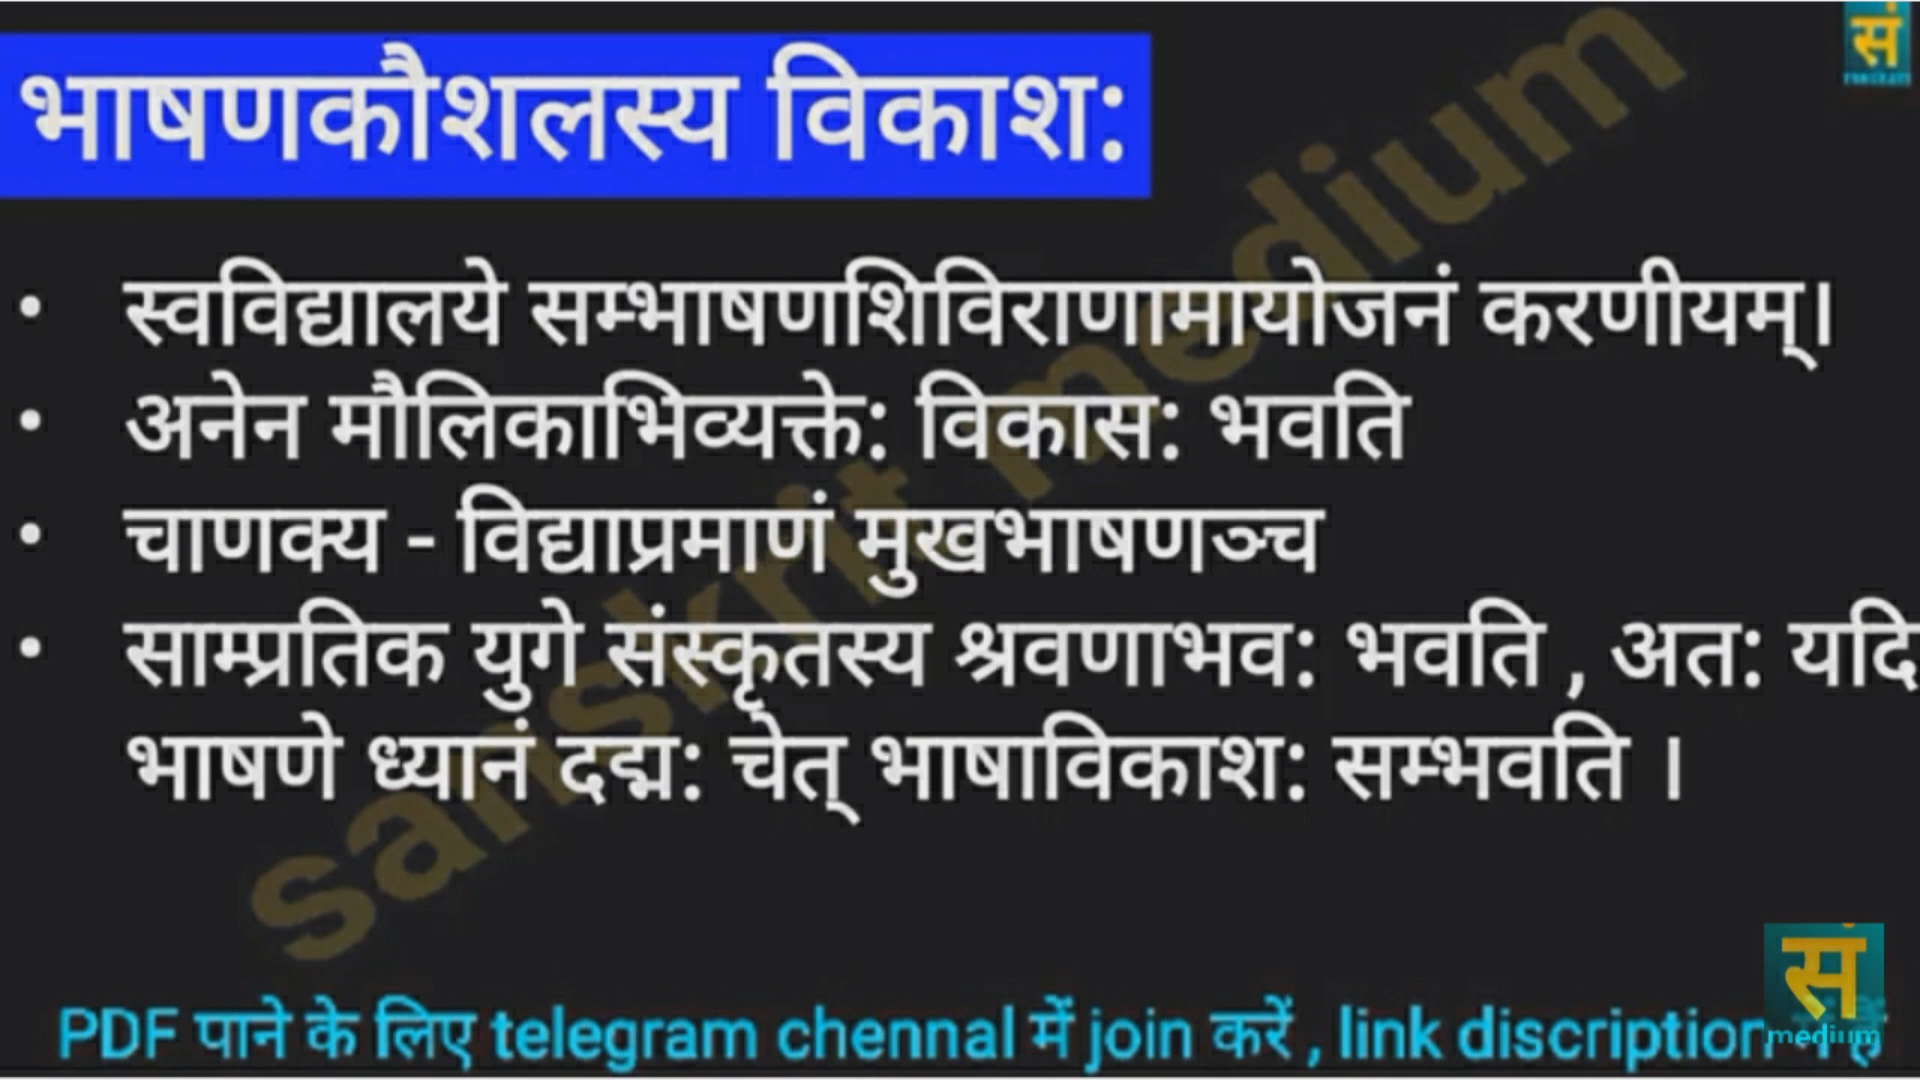 सं
medium
भाषणकौशलस्य विकाश:
• स्वविद्यालये सम्भाषणशिविराणामायोजनं करणीयम्।
• अनेन मौलिकाभिव्यक्ते: विकास: भवति
• चाणक्य - विद्याप्रमाणं मुखभाषणञ्च
• साम्प्रतिक युगे संस्कृतस्य श्रवणाभव: भवति , अत: यदि
भाषणे ध्यानं दद्म: चेत् भाषाविकाश: सम्भवति ।
sanskrit medium
सं
medium
PDF पाने के लिए telegram chennal में join करें , link discription